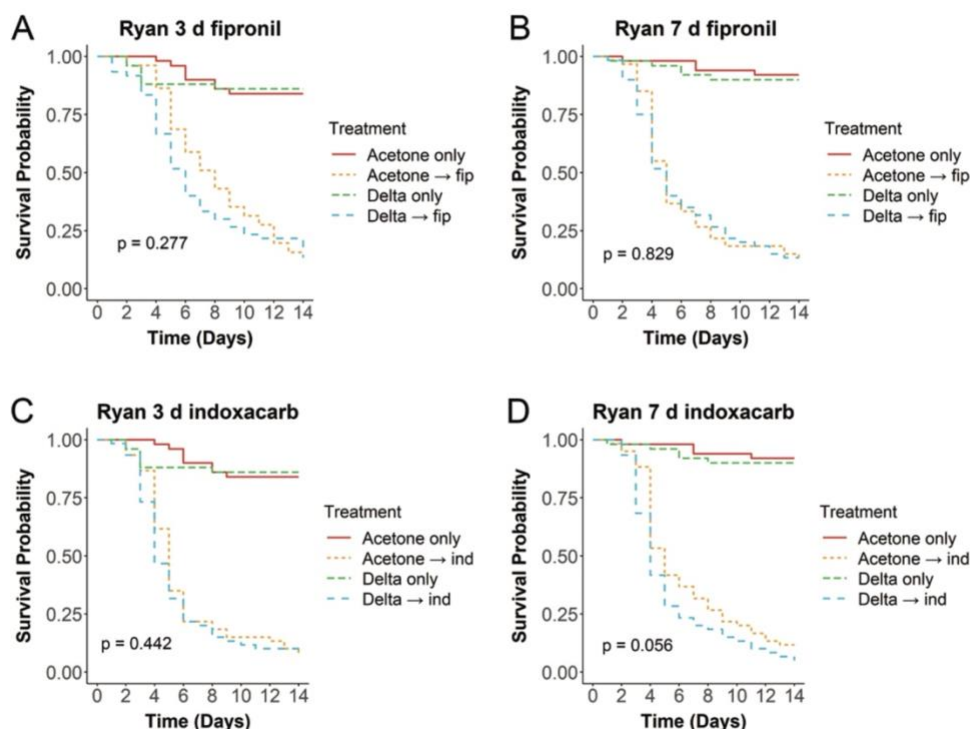 A
Ryan 3 d fipronil
1.00
0.75
0.50
0.25
0.00
Survival Probability
p = 0.277
0 2 4 6 8 10 12 14
Time (Days)
Treatment
Acetone only
Acetone → fip
Delta only
Delta → fip
B
Ryan 7 d fipronil
1.00
0.75
0.50
0.25
0.00
Survival Probability
p = 0.829
0 2 4 6 8 10 12 14
Time (Days)
Treatment
Acetone only
Acetone → fip
Delta only
Delta → fip
C
Ryan 3 d indoxacarb
1.00
0.75
0.50
0.25
0.00
Survival Probability
p = 0.442
0 2 4 6 8 10 12 14
Time (Days)
Treatment
Acetone only
Acetone → ind
Delta only
Delta → ind
D
Ryan 7 d indoxacarb
1.00
0.75
0.50
0.25
0.00
Survival Probability
p = 0.056
0 2 4 6 8 10 12 14
Time (Days)
Treatment
Acetone only
Acetone → ind
Delta only
Delta → ind